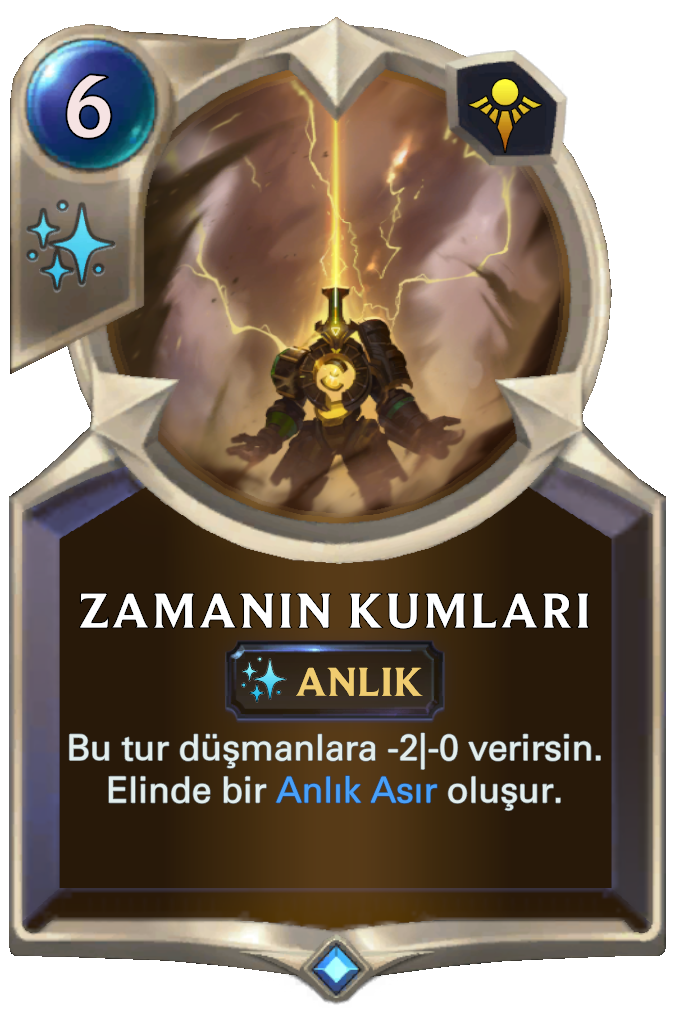 6
ZAMANIN KUMLARI
ANLIK
Bu tur düşmanlara -2|-0 verirsin.
Elinde bir Anlık Asır oluşur.